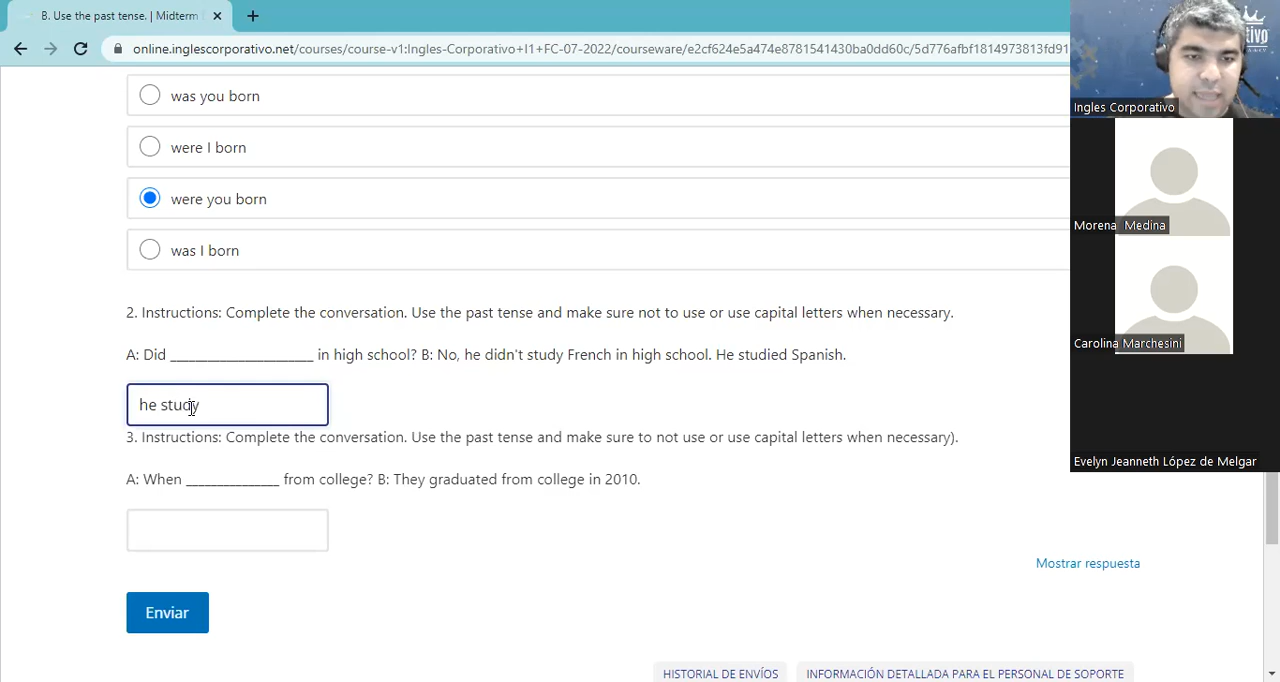 B. Use the past tense. | Midterm
online.inglescorporativo.net/courses/course-v1:Ingles-Corporativo+I1+FC-07-2022/courseware/e2cf624e5a474e8781541430ba0dd60c/5d776afbf1814973813fd91
was you born
were I born
were you born
was I born
2. Instructions: Complete the conversation. Use the past tense and make sure not to use or use capital letters when necessary.
A: Did ____________________ in high school? B: No, he didn't study French in high school. He studied Spanish.
he study
3. Instructions: Complete the conversation. Use the past tense and make sure to not use or use capital letters when necessary).
A: When _____________ from college? B: They graduated from college in 2010.
Mostrar respuesta
Enviar
HISTORIAL DE ENVÍOS
INFORMACIÓN DETALLADA PARA EL PERSONAL DE SOPORTE
Ingles Corporativo
Morena Medina
Carolina Marchesini
Evelyn Jeanneth López de Melgar